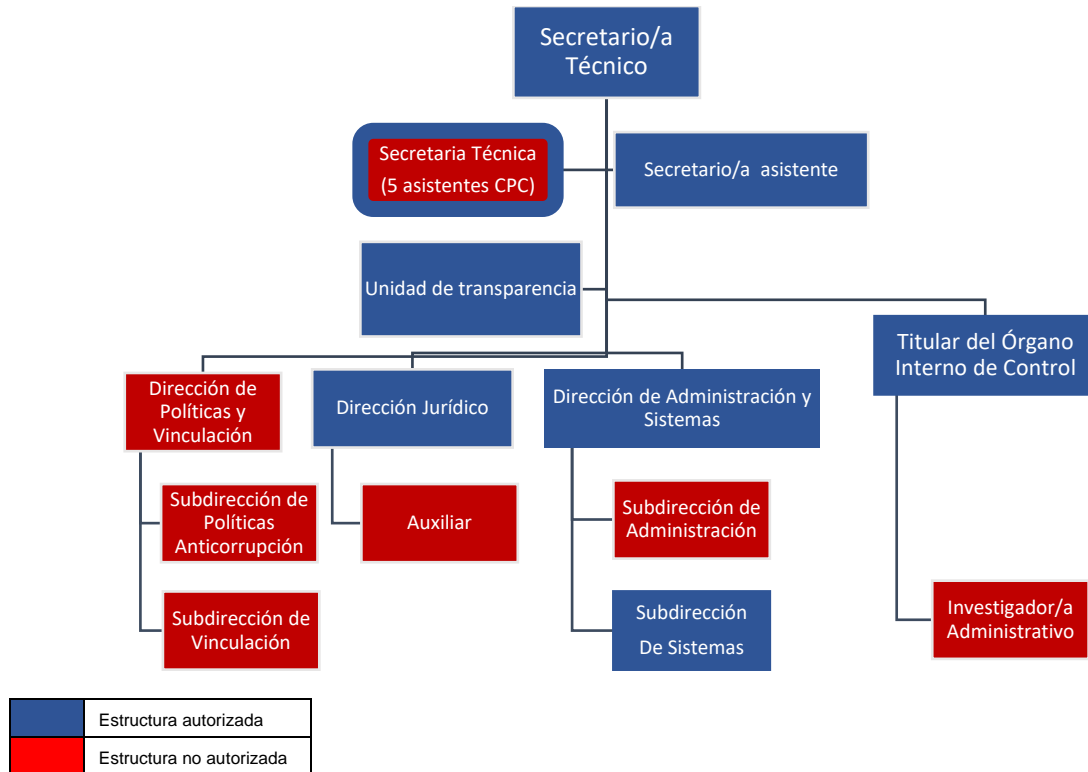 Secretario/a
Técnico
Secretaria Técnica
(5 asistentes CPC)
Secretario/a asistente
Unidad de transparencia
Titular del Órgano
Interno de Control
Dirección de
Políticas y
Vinculación
Dirección Jurídico
Dirección de Administración y
Sistemas
Subdirección de
Políticas
Anticorrupción
Auxiliar
Subdirección de
Administración
Subdirección de
Vinculación
Subdirección
De Sistemas
Investigador/a
Administrativo
Estructura autorizada
Estructura no autorizada